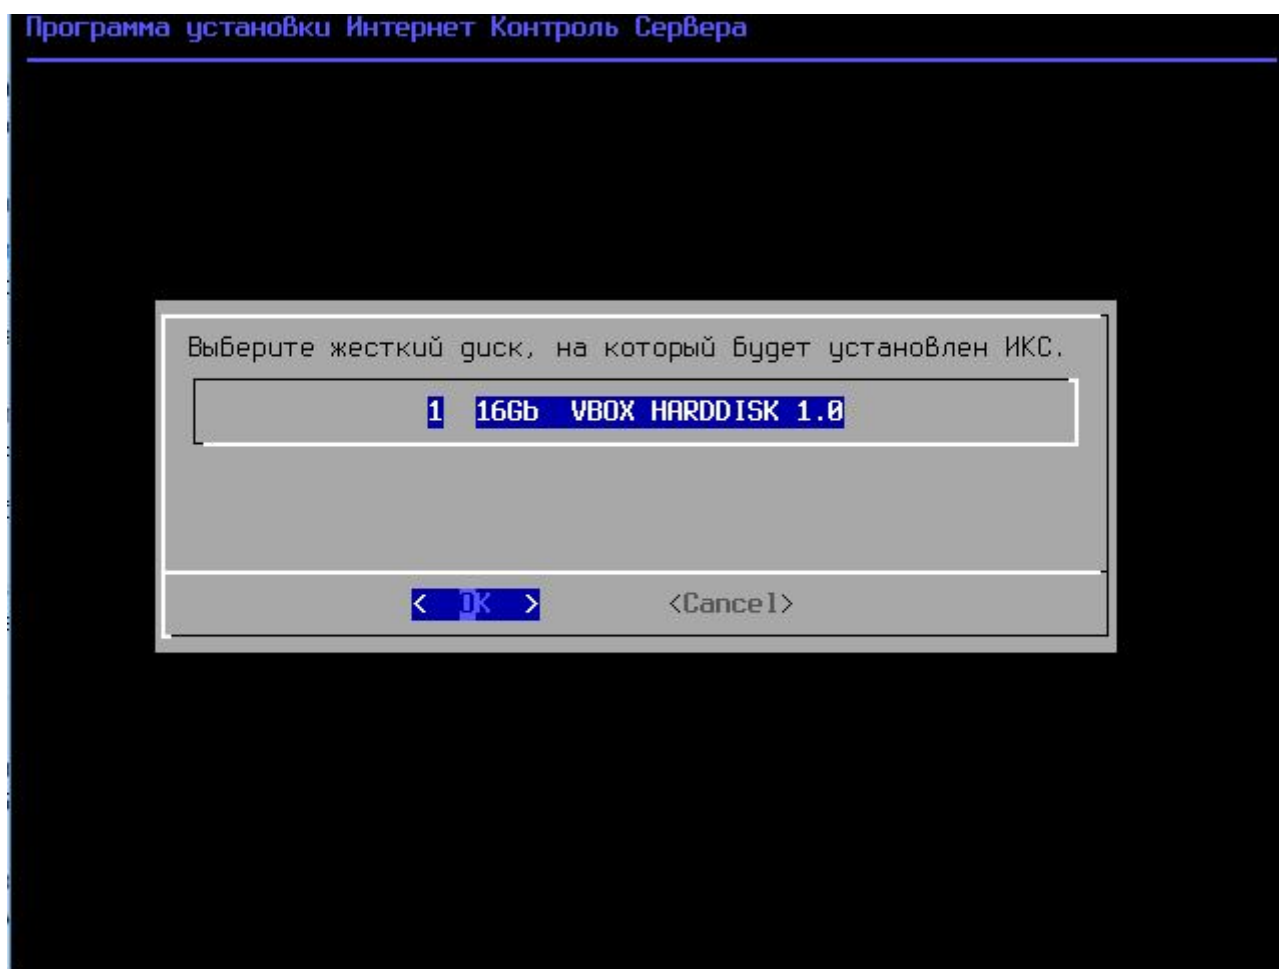 Программа установки Интернет Контроль Сервера
Выберите жесткий диск, на который будет установлен ИКС.
1 16Gb VBOX HARDDISK 1.0
< OK > <Cancel>